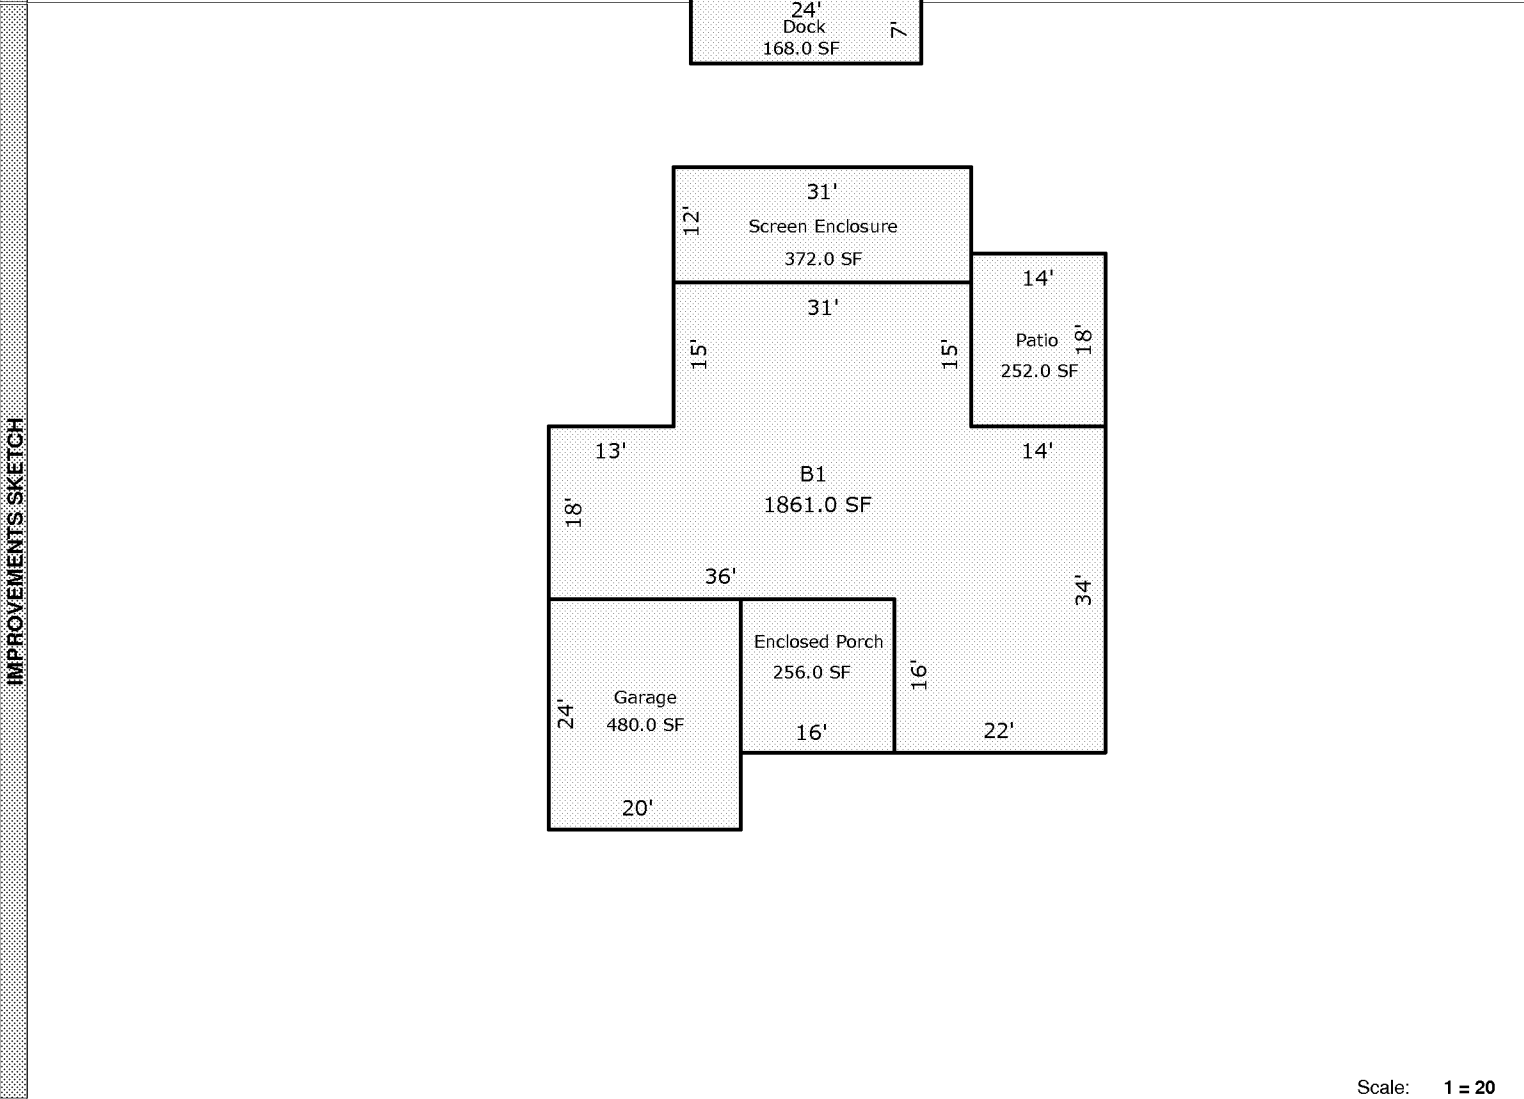 24'
Dock
7'
168.0 SF
31'
12'
Screen Enclosure
372.0 SF
14'
31'
15'
15'
Patio
18'
252.0 SF
13'
14'
B1
18'
1861.0 SF
36'
34'
Enclosed Porch
256.0 SF
16'
Garage
24'
480.0 SF
16'
22'
20'
IMPROVEMENTS SKETCH
Scale: 1 = 20